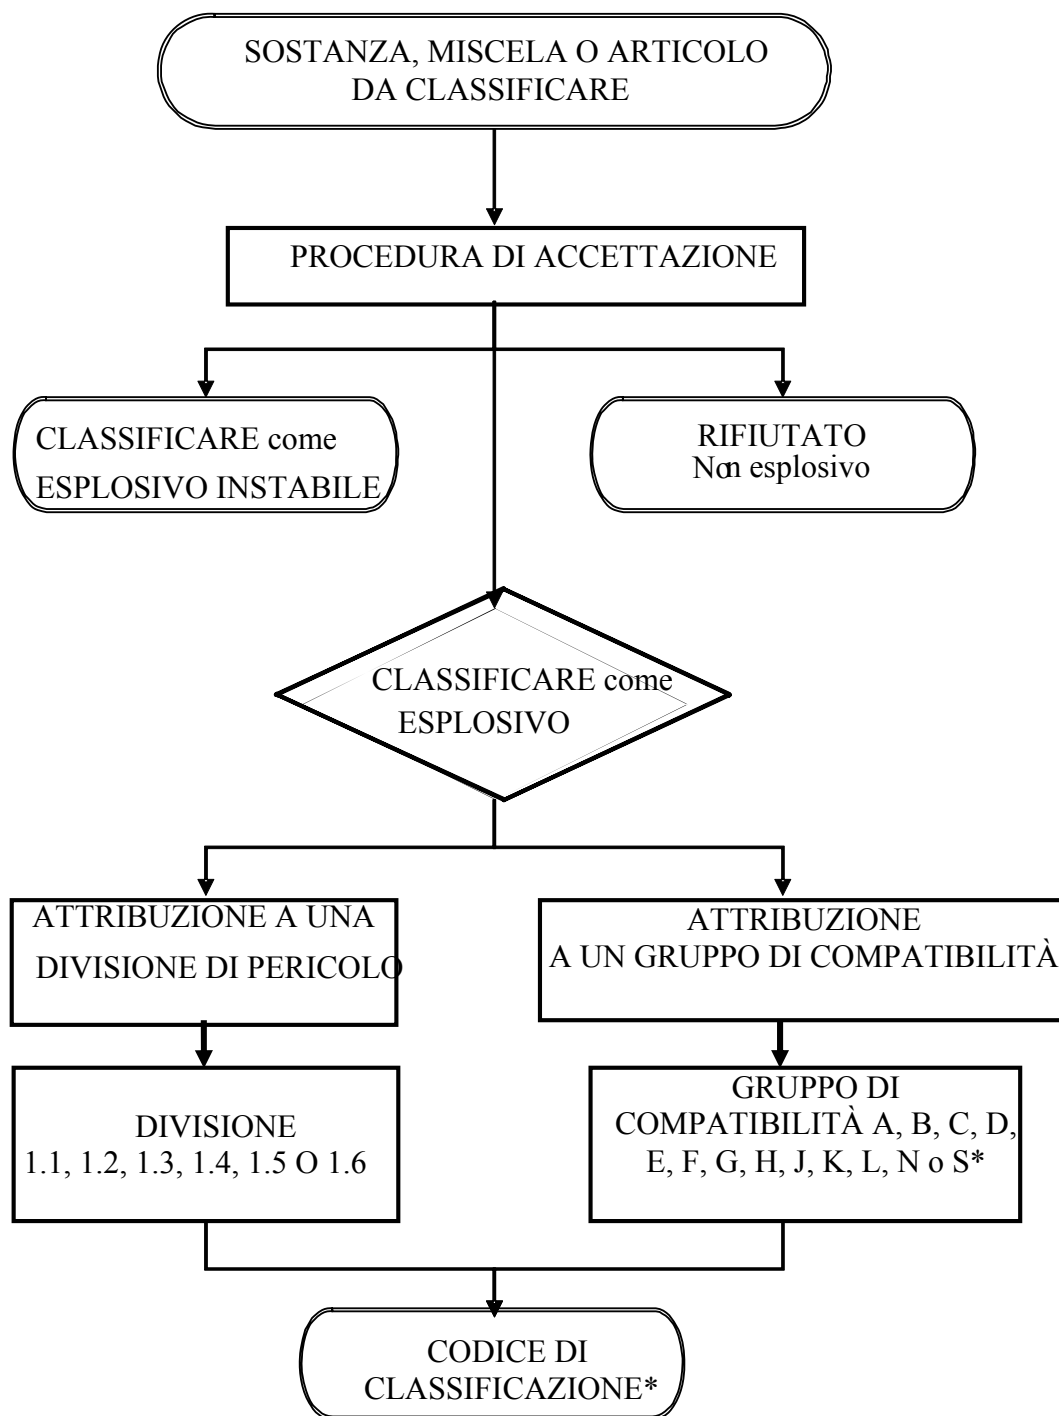 SOSTANZA, MISCELA O ARTICOLO
DA CLASSIFICARE
PROCEDURA DI ACCETTAZIONE
CLASSIFICARE come
ESPLOSIVO INSTABILE
RIFIUTATO
Non esplosivo
CLASSIFICARE come
ESPLOSIVO
ATTRIBUZIONE A UNA
DIVISIONE DI PERICOLO
ATTRIBUZIONE
A UN GRUPPO DI COMPATIBILITÀ
DIVISIONE
1.1, 1.2, 1.3, 1.4, 1.5 O 1.6
GRUPPO DI
COMPATIBILITÀ A, B, C, D,
E, F, G, H, J, K, L, N o S*
CODICE DI
CLASSIFICAZIONE*